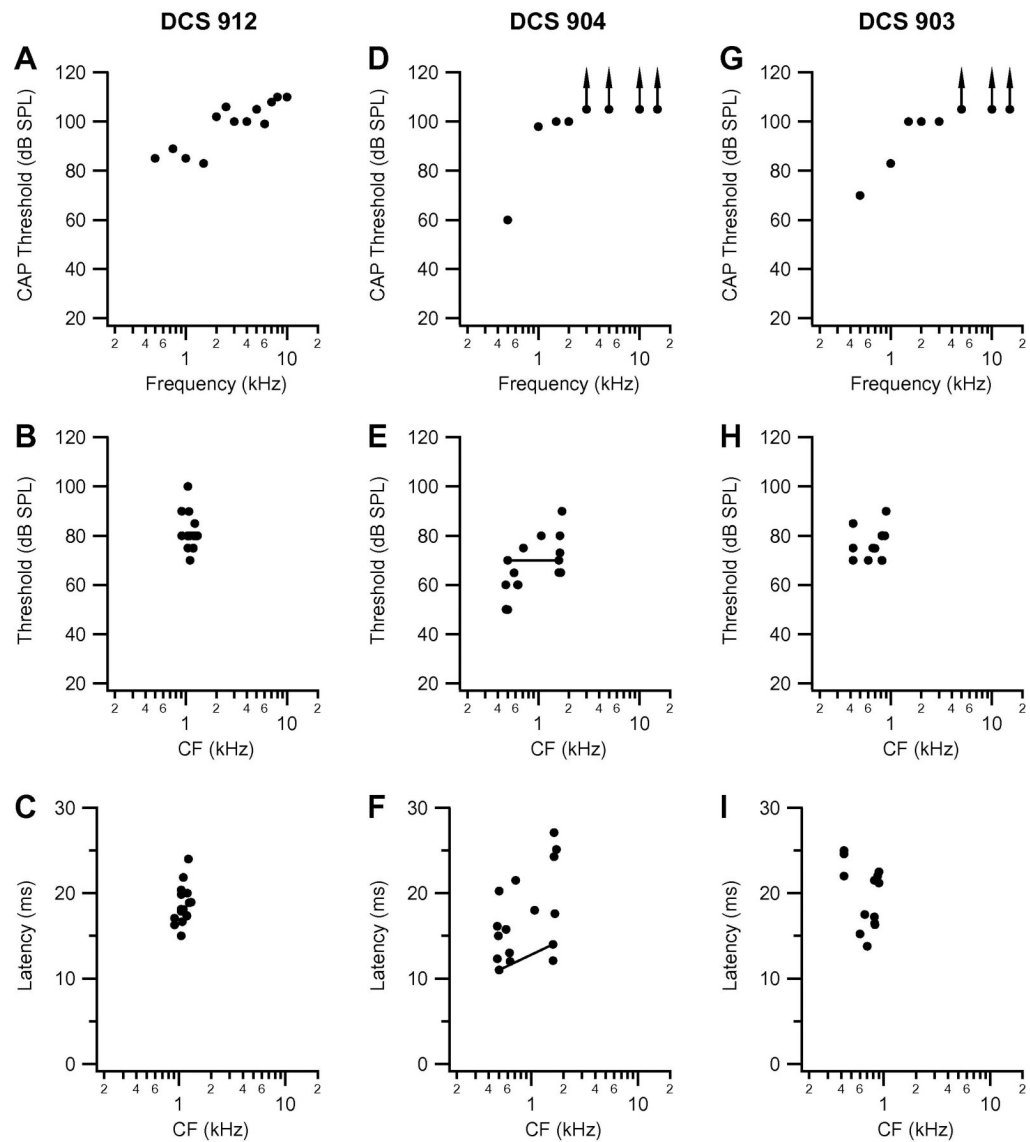 DCS 912 DCS 904 DCS 903
A
120
100
80
60
40
20
CAP Threshold (dB SPL)
2 4 6 1 2 4 6 10 2
Frequency (kHz)
D
120
100
80
60
40
20
CAP Threshold (dB SPL)
2 4 6 1 2 4 6 10 2
Frequency (kHz)
G
120
100
80
60
40
20
CAP Threshold (dB SPL)
2 4 6 1 2 4 6 10 2
Frequency (kHz)
B
120
100
80
60
40
20
Threshold (dB SPL)
2 4 6 1 2 4 6 10 2
CF (kHz)
E
120
100
80
60
40
20
Threshold (dB SPL)
2 4 6 1 2 4 6 10 2
CF (kHz)
H
120
100
80
60
40
20
Threshold (dB SPL)
2 4 6 1 2 4 6 10 2
CF (kHz)
C
30
20
10
0
Latency (ms)
2 4 6 1 2 4 6 10 2
CF (kHz)
F
30
20
10
0
Latency (ms)
2 4 6 1 2 4 6 10 2
CF (kHz)
I
30
20
10
0
Latency (ms)
2 4 6 1 2 4 6 10 2
CF (kHz)